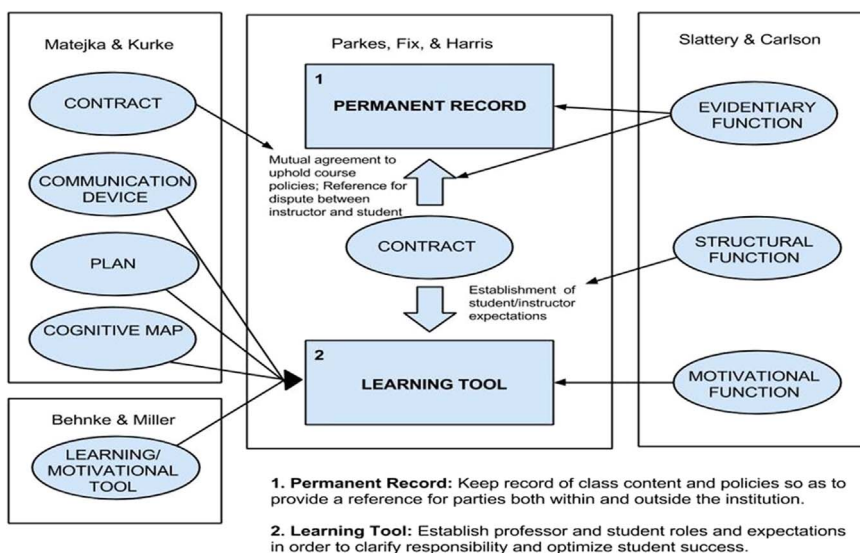 Matejka & Kurke
CONTRACT
COMMUNICATION
DEVICE
PLAN
COGNITIVE MAP
Behnke & Miller
LEARNING/
MOTIVATIONAL
TOOL
Parkes, Fix, & Harris
1
PERMANENT RECORD
Mutual agreement to
uphold course
policies; Reference for
dispute between
instructor and student
CONTRACT
Establishment of
student/instructor
expectations
2
LEARNING TOOL
Slattery & Carlson
EVIDENTIARY
FUNCTION
STRUCTURAL
FUNCTION
MOTIVATIONAL
FUNCTION
1. Permanent Record: Keep record of class content and policies so as to
provide a reference for parties both within and outside the institution.
2. Learning Tool: Establish professor and student roles and expectations
in order to clarify responsibility and optimize student success.